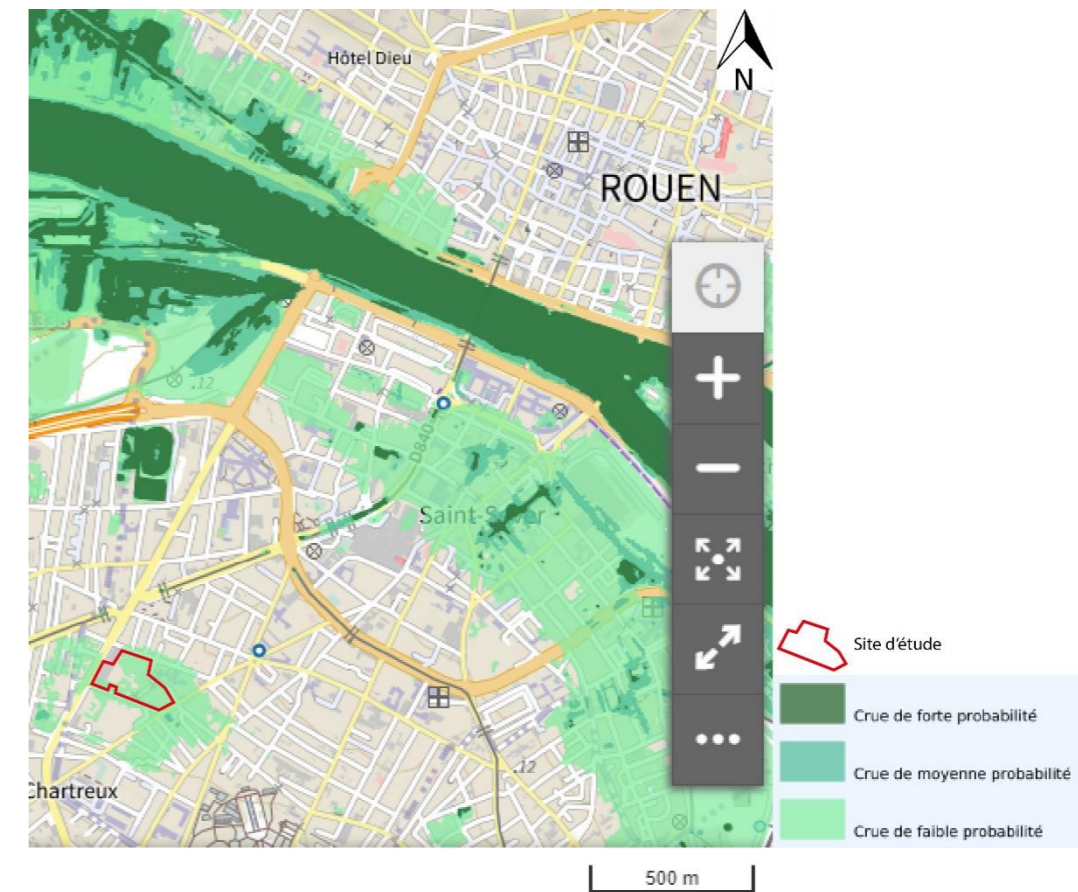 Hôtel Dieu
N
ROUEN
.12
D840
Saint-Sever
Site d'étude
Crue de forte probabilité
Crue de moyenne probabilité
Crue de faible probabilité
.12
Chartreux
500 m